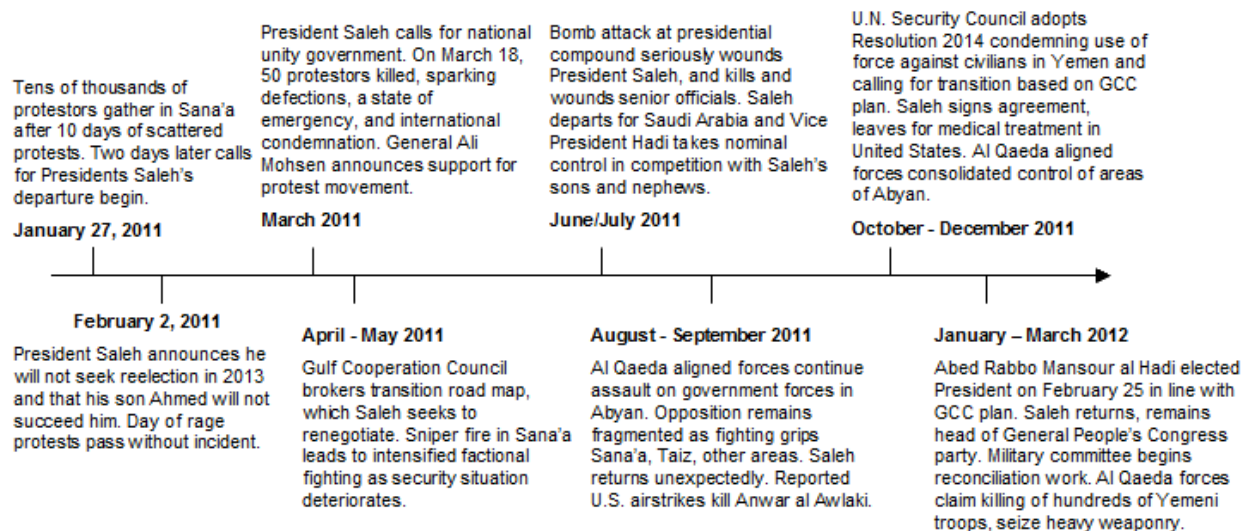 Tens of thousands of
protestors gather in Sana'a
after 10 days of scattered
protests. Two days later calls
for Presidents Saleh's
departure begin.
January 27, 2011
President Saleh calls for national
unity government. On March 18,
50 protestors killed, sparking
defections, a state of
emergency, and international
condemnation. General Ali
Mohsen announces support for
protest movement.
March 2011
Bomb attack at presidential
compound seriously wounds
President Saleh, and kills and
wounds senior officials. Saleh
departs for Saudi Arabia and Vice
President Hadi takes nominal
control in competition with Saleh's
sons and nephews.
June/July 2011
U.N. Security Council adopts
Resolution 2014 condemning use of
force against civilians in Yemen and
calling for transition based on GCC
plan. Saleh signs agreement,
leaves for medical treatment in
United States. Al Qaeda aligned
forces consolidated control of areas
of Abyan.
October - December 2011
February 2, 2011
President Saleh announces he
will not seek reelection in 2013
and that his son Ahmed will not
succeed him. Day of rage
protests pass without incident.
April - May 2011
Gulf Cooperation Council
brokers transition road map,
which Saleh seeks to
renegotiate. Sniper fire in Sana'a
leads to intensified factional
fighting as security situation
deteriorates.
August - September 2011
Al Qaeda aligned forces continue
assault on government forces in
Abyan. Opposition remains
fragmented as fighting grips
Sana'a, Taiz, other areas. Saleh
returns unexpectedly. Reported
U.S. airstrikes kill Anwar al Awlaki.
January – March 2012
Abed Rabbo Mansour al Hadi elected
President on February 25 in line with
GCC plan. Saleh returns, remains
head of General People's Congress
party. Military committee begins
reconciliation work. Al Qaeda forces
claim killing of hundreds of Yemeni
troops, seize heavy weaponry.